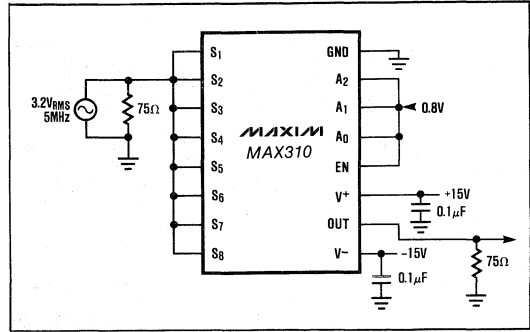 S1
S2
S3
S4
S5
S6
S7
S8
GND
A2
A1
A0
EN
V+
OUT
V−
MAXIM
MAX310
3.2VRMS
5MHz
75Ω
0.8V
+15V
0.1μF
−15V
0.1μF
75Ω